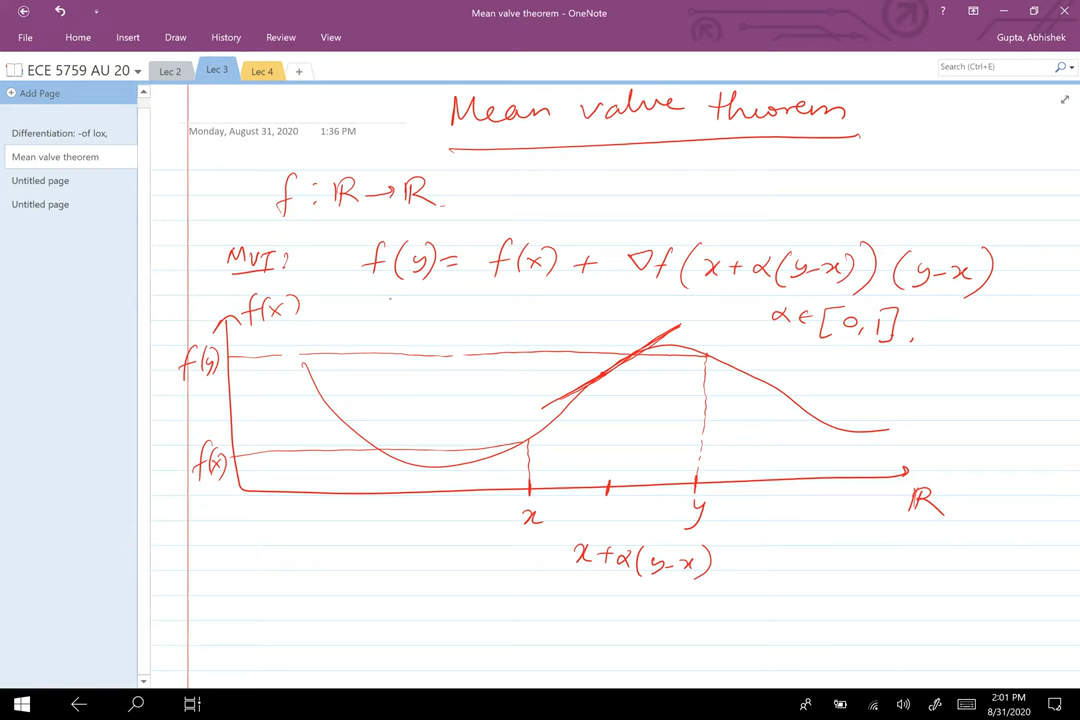 Mean valve theorem - OneNote
?
File
Home
Insert
Draw
History
Review
View
Gupta, Abhishek
ECE 5759 AU 20
Lec 2
Lec 3
Lec 4
+
Search (Ctrl+E)
Add Page
Differentiation: -of lox,
Mean valve theorem
Untitled page
Untitled page
Mean value theorem
Monday, August 31, 2020 1:36 PM
f : ℝ → ℝ.
MVT: f(y) = f(x) + ∇f(x+α(y-x))(y-x)
α ∈ [0,1],
f(x)
f(y)
f(x)
x
y
ℝ
x+α(y-x)
2:01 PM
8/31/2020